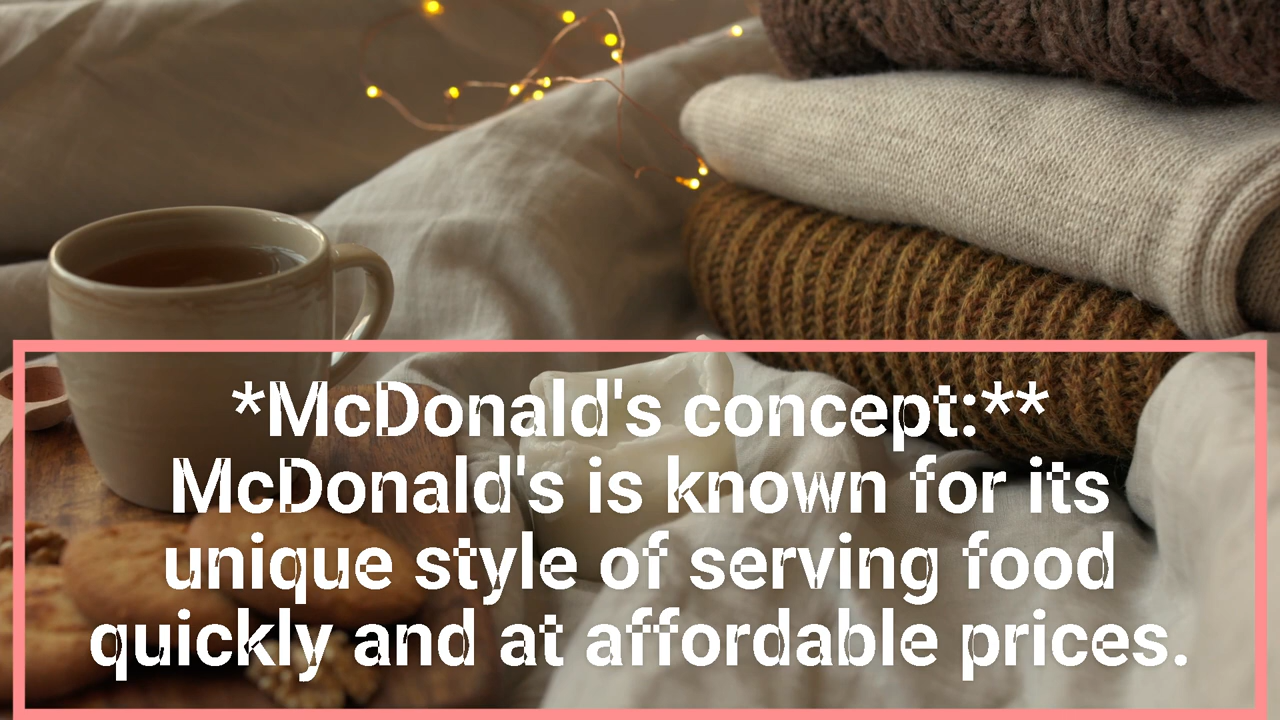 *McDonald's concept:**
McDonald's is known for its
unique style of serving food
quickly and at affordable prices.